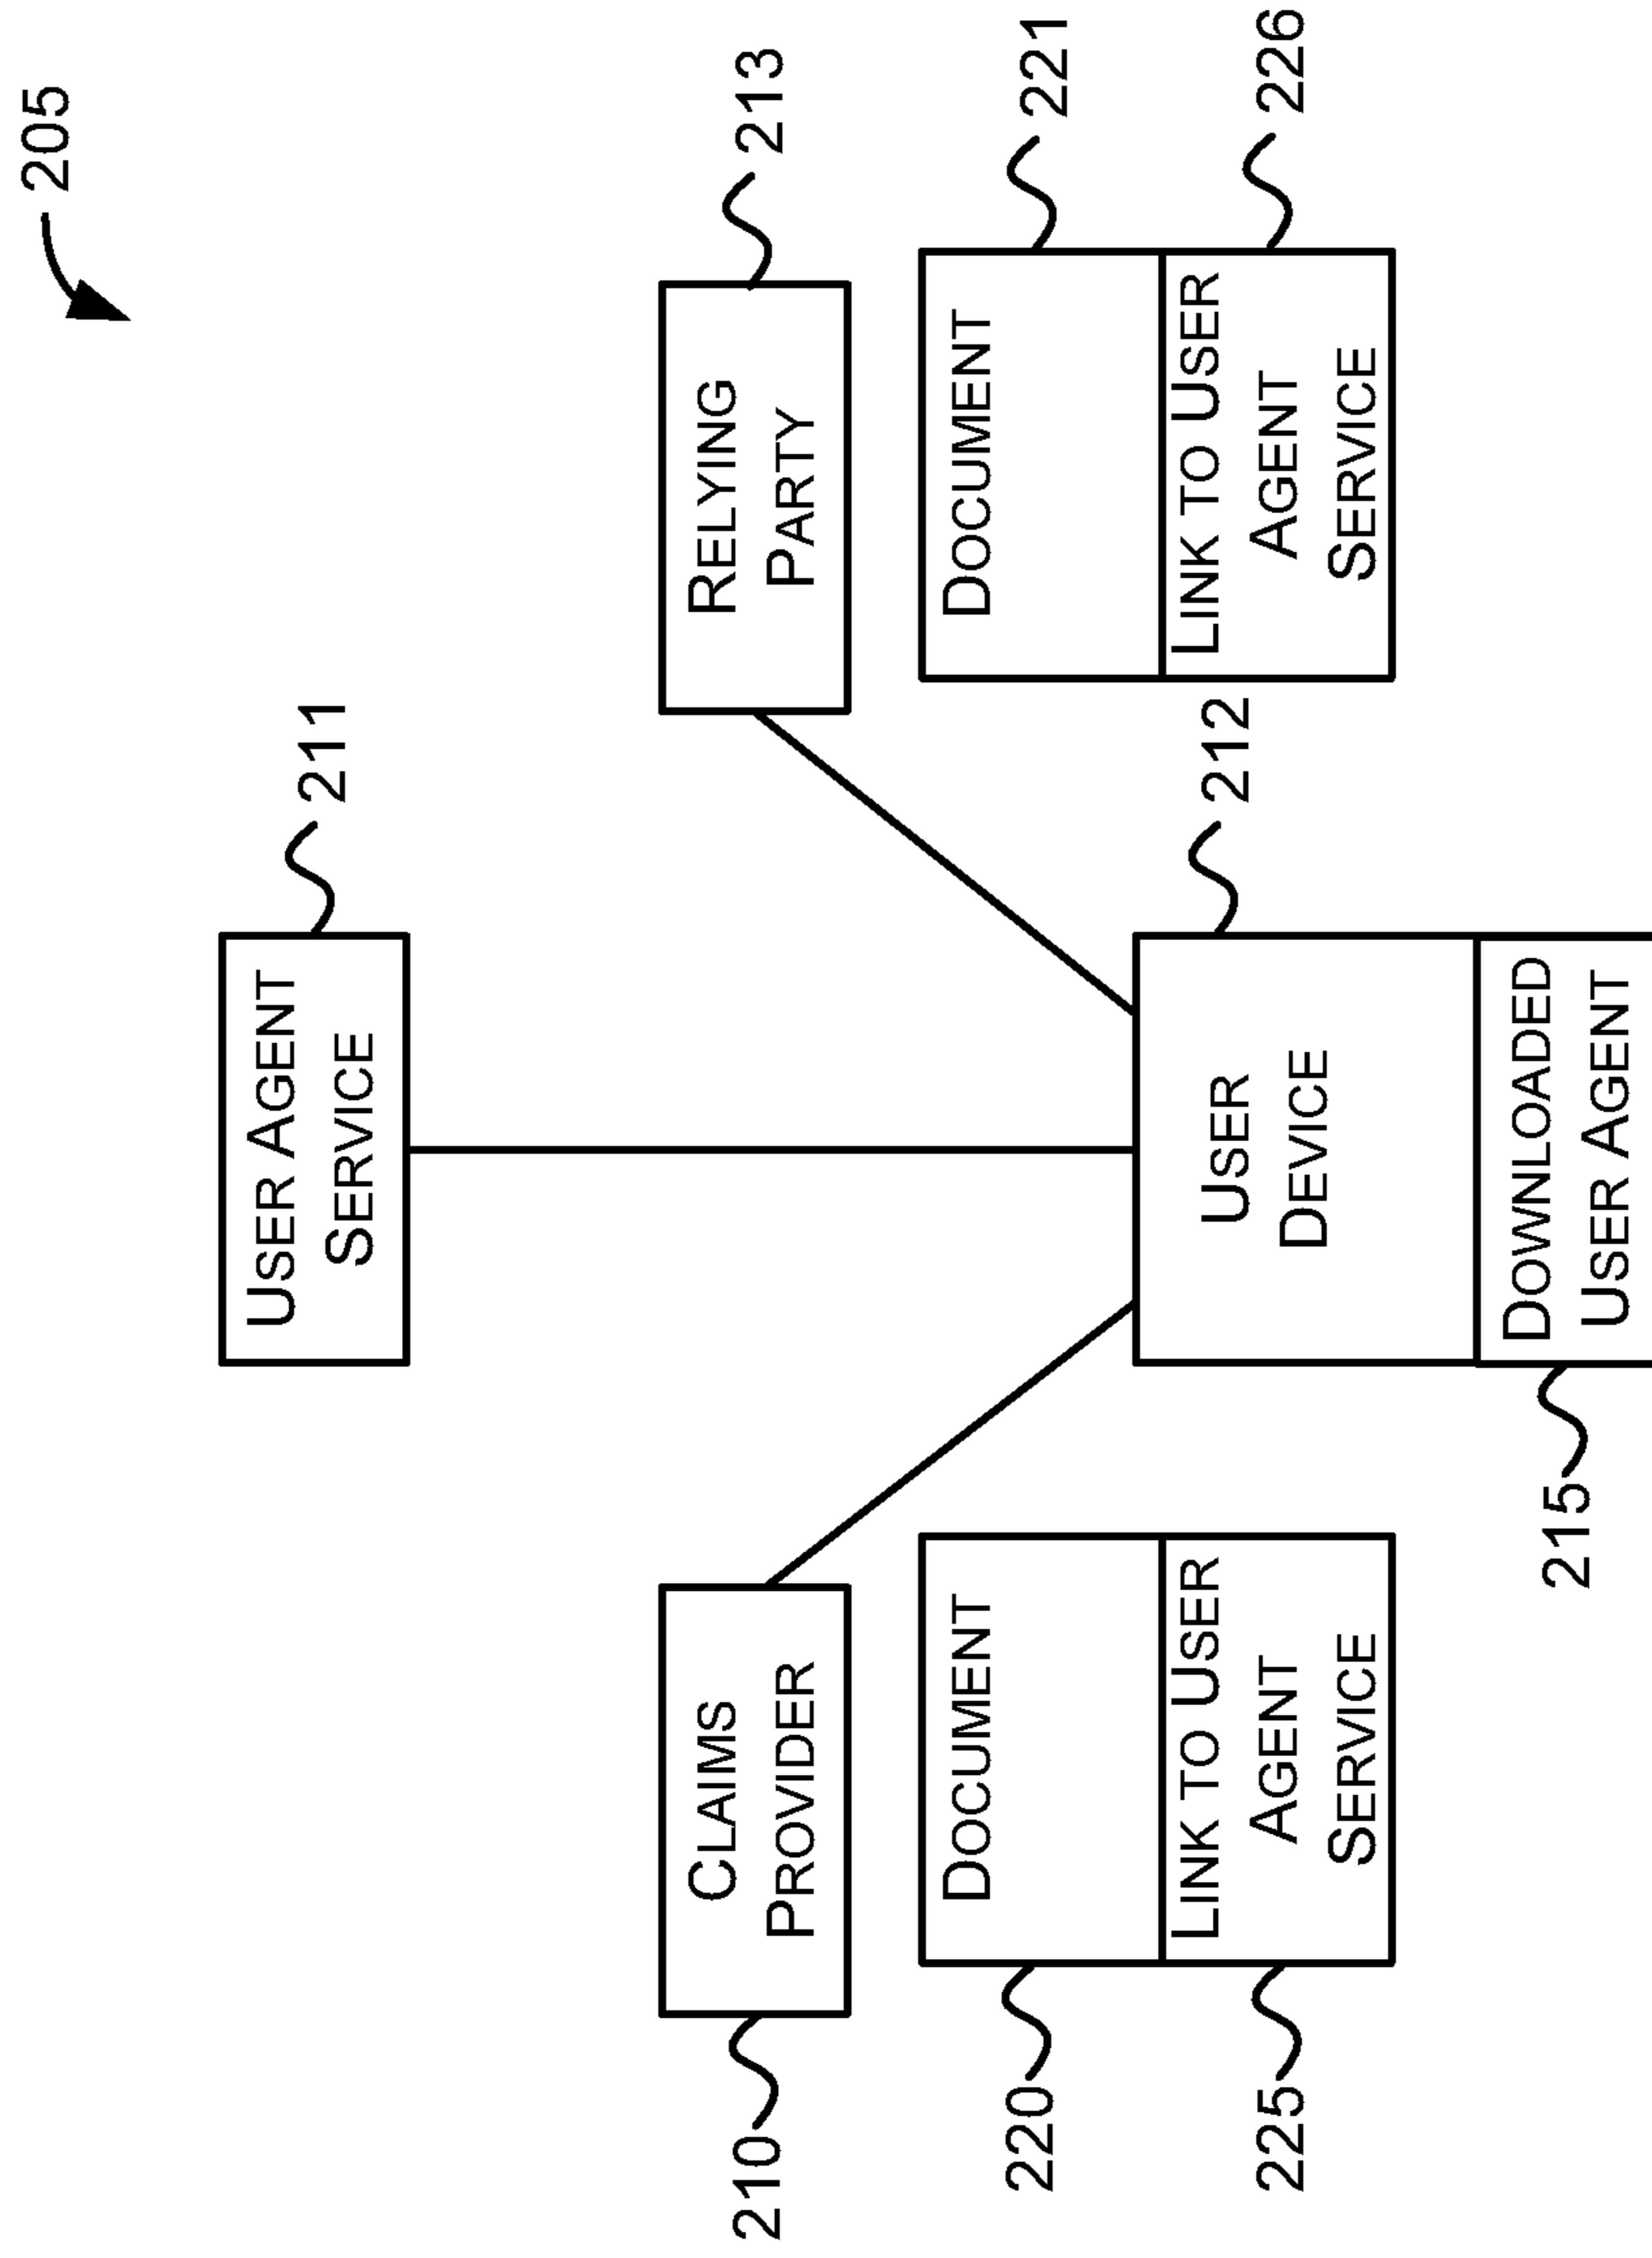 205
USER AGENT
SERVICE
211
CLAIMS
PROVIDER
210
RELYING
PARTY
213
DOCUMENT
220
LINK TO USER
AGENT
SERVICE
225
DOCUMENT
221
LINK TO USER
AGENT
SERVICE
226
USER
DEVICE
212
DOWNLOADED
USER AGENT
215